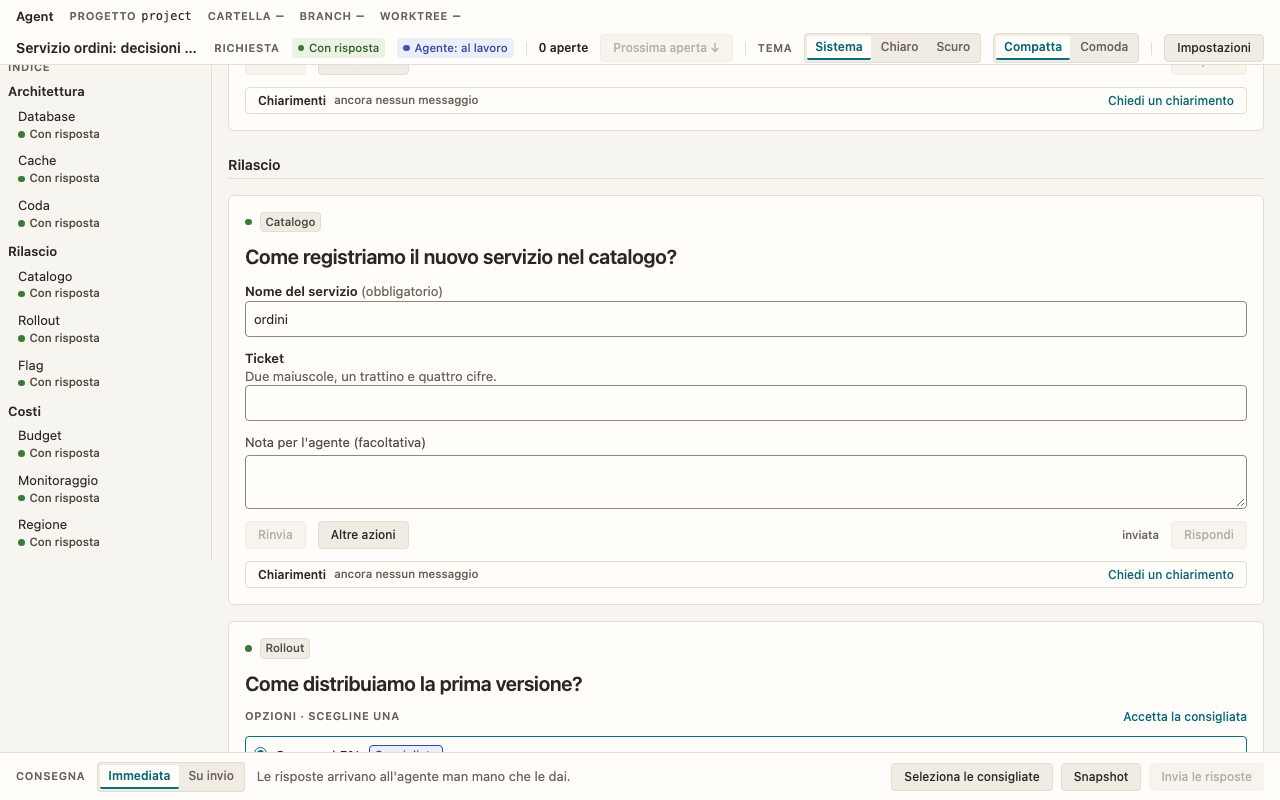 Agent PROGETTO project CARTELLA – BRANCH – WORKTREE –
Servizio ordini: decisioni ... RICHIESTA Con risposta Agente: al lavoro 0 aperte Prossima aperta ↓ TEMA Sistema Chiaro Scuro Compatta Comoda Impostazioni
INDICE
Architettura
Database
Con risposta
Cache
Con risposta
Coda
Con risposta
Rilascio
Catalogo
Con risposta
Rollout
Con risposta
Flag
Con risposta
Costi
Budget
Con risposta
Monitoraggio
Con risposta
Regione
Con risposta
Chiarimenti ancora nessun messaggio Chiedi un chiarimento
Rilascio
Catalogo
Come registriamo il nuovo servizio nel catalogo?
Nome del servizio (obbligatorio)
ordini
Ticket
Due maiuscole, un trattino e quattro cifre.
Nota per l'agente (facoltativa)
Rinvia Altre azioni inviata Rispondi
Chiarimenti ancora nessun messaggio Chiedi un chiarimento
Rollout
Come distribuiamo la prima versione?
OPZIONI · SCEGLINE UNA Accetta la consigliata
CONSEGNA Immediata Su invio Le risposte arrivano all'agente man mano che le dai. Seleziona le consigliate Snapshot Invia le risposte